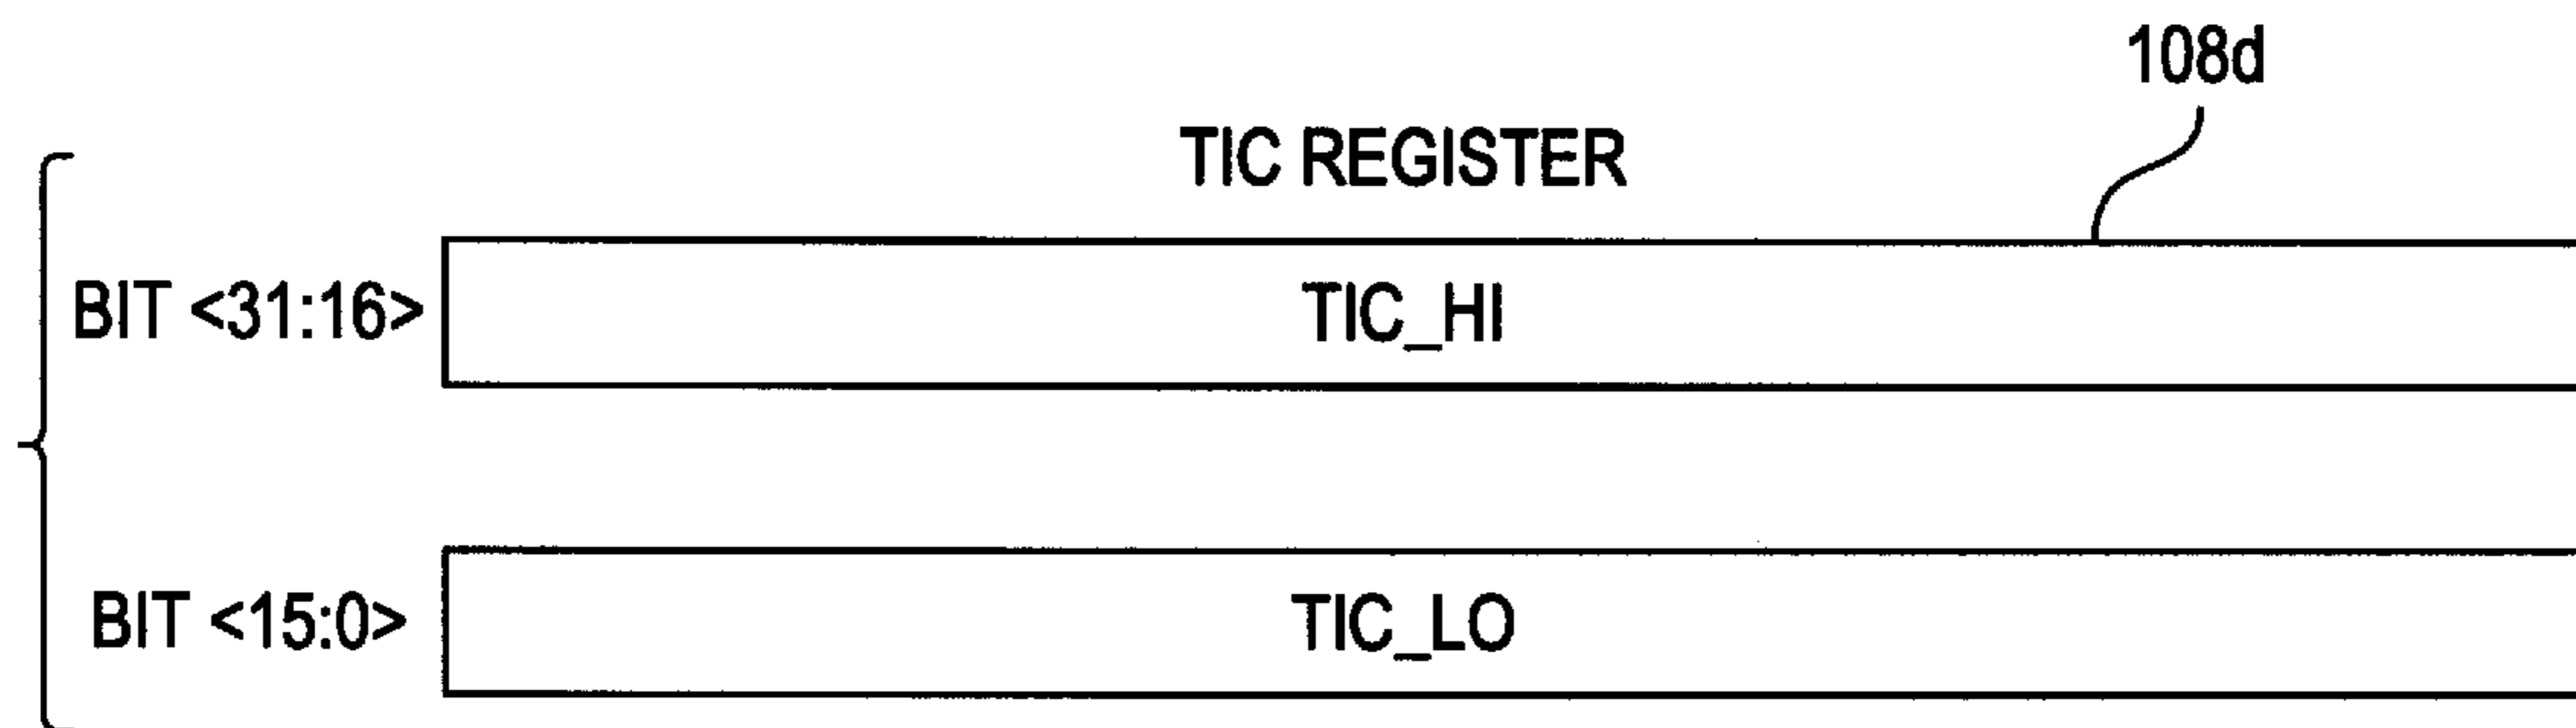 108d
TIC REGISTER
BIT <31:16> TIC_HI
BIT <15:0> TIC_LO